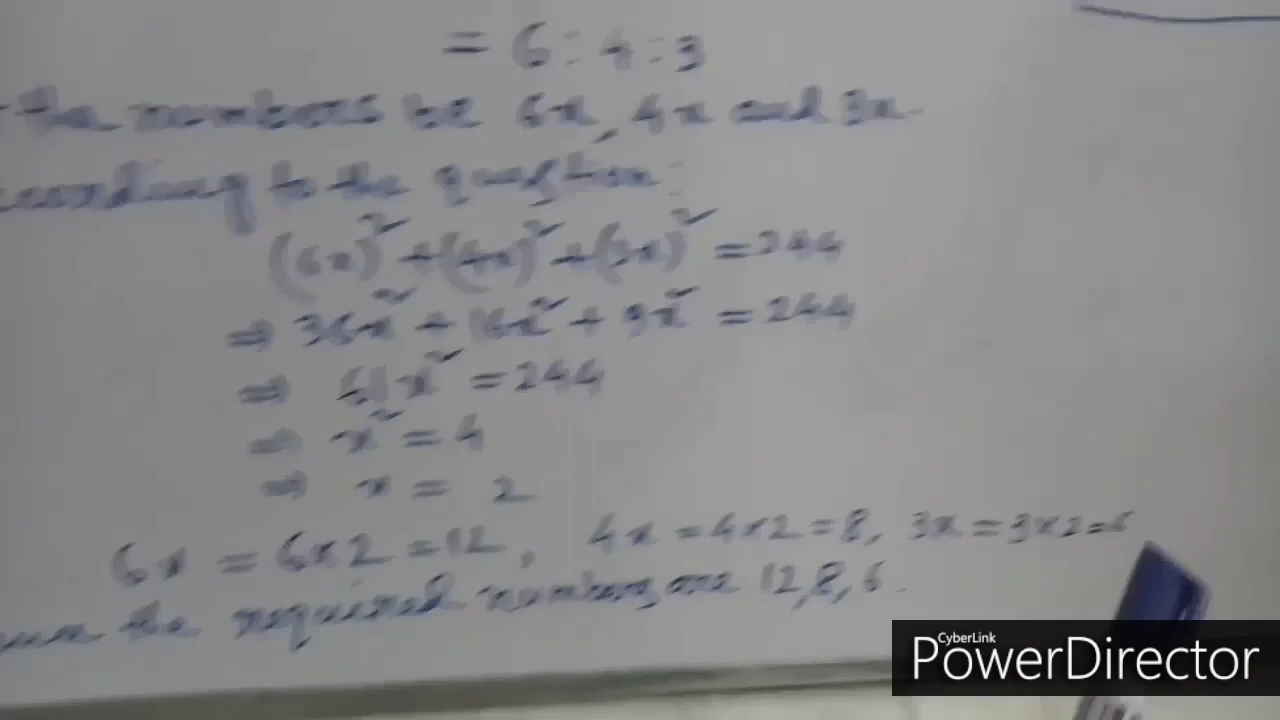 = 6 : 4 : 3
the numbers be 6x, 4x and 3x
ccording to the question:
(6x)² + (4x)² + (3x)² = 244
⇒ 36x² + 16x² + 9x² = 244
⇒ 61x² = 244
⇒ x² = 4
⇒ x = 2
6x = 6×2 = 12, 4x = 4×2 = 8, 3x = 3×2 = 6
the required numbers are 12, 8, 6.
CyberLink
PowerDirector